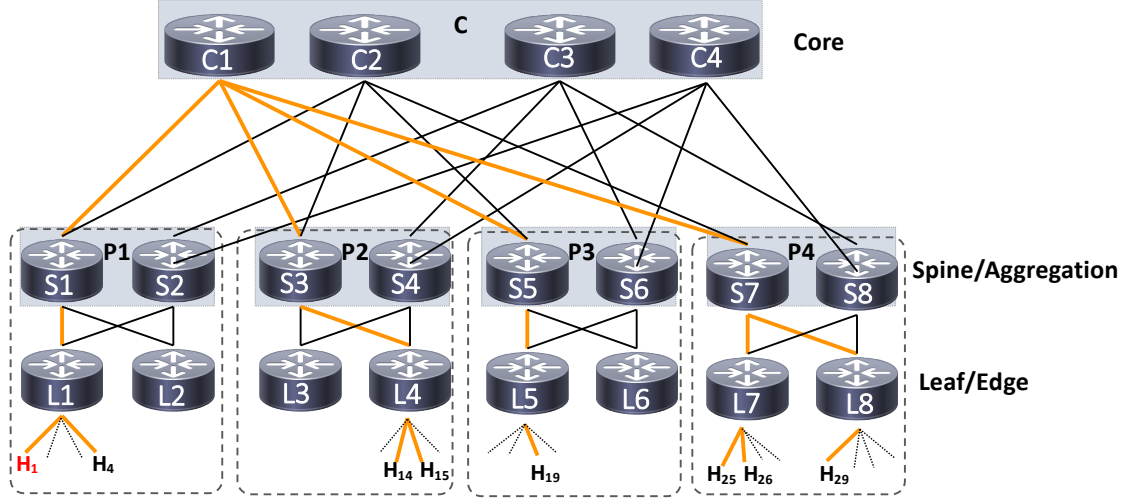 C
C1 C2 C3 C4 Core
P1 P2 P3 P4
S1 S2 S3 S4 S5 S6 S7 S8 Spine/Aggregation
L1 L2 L3 L4 L5 L6 L7 L8 Leaf/Edge
H1 H4 H14 H15 H19 H25 H26 H29